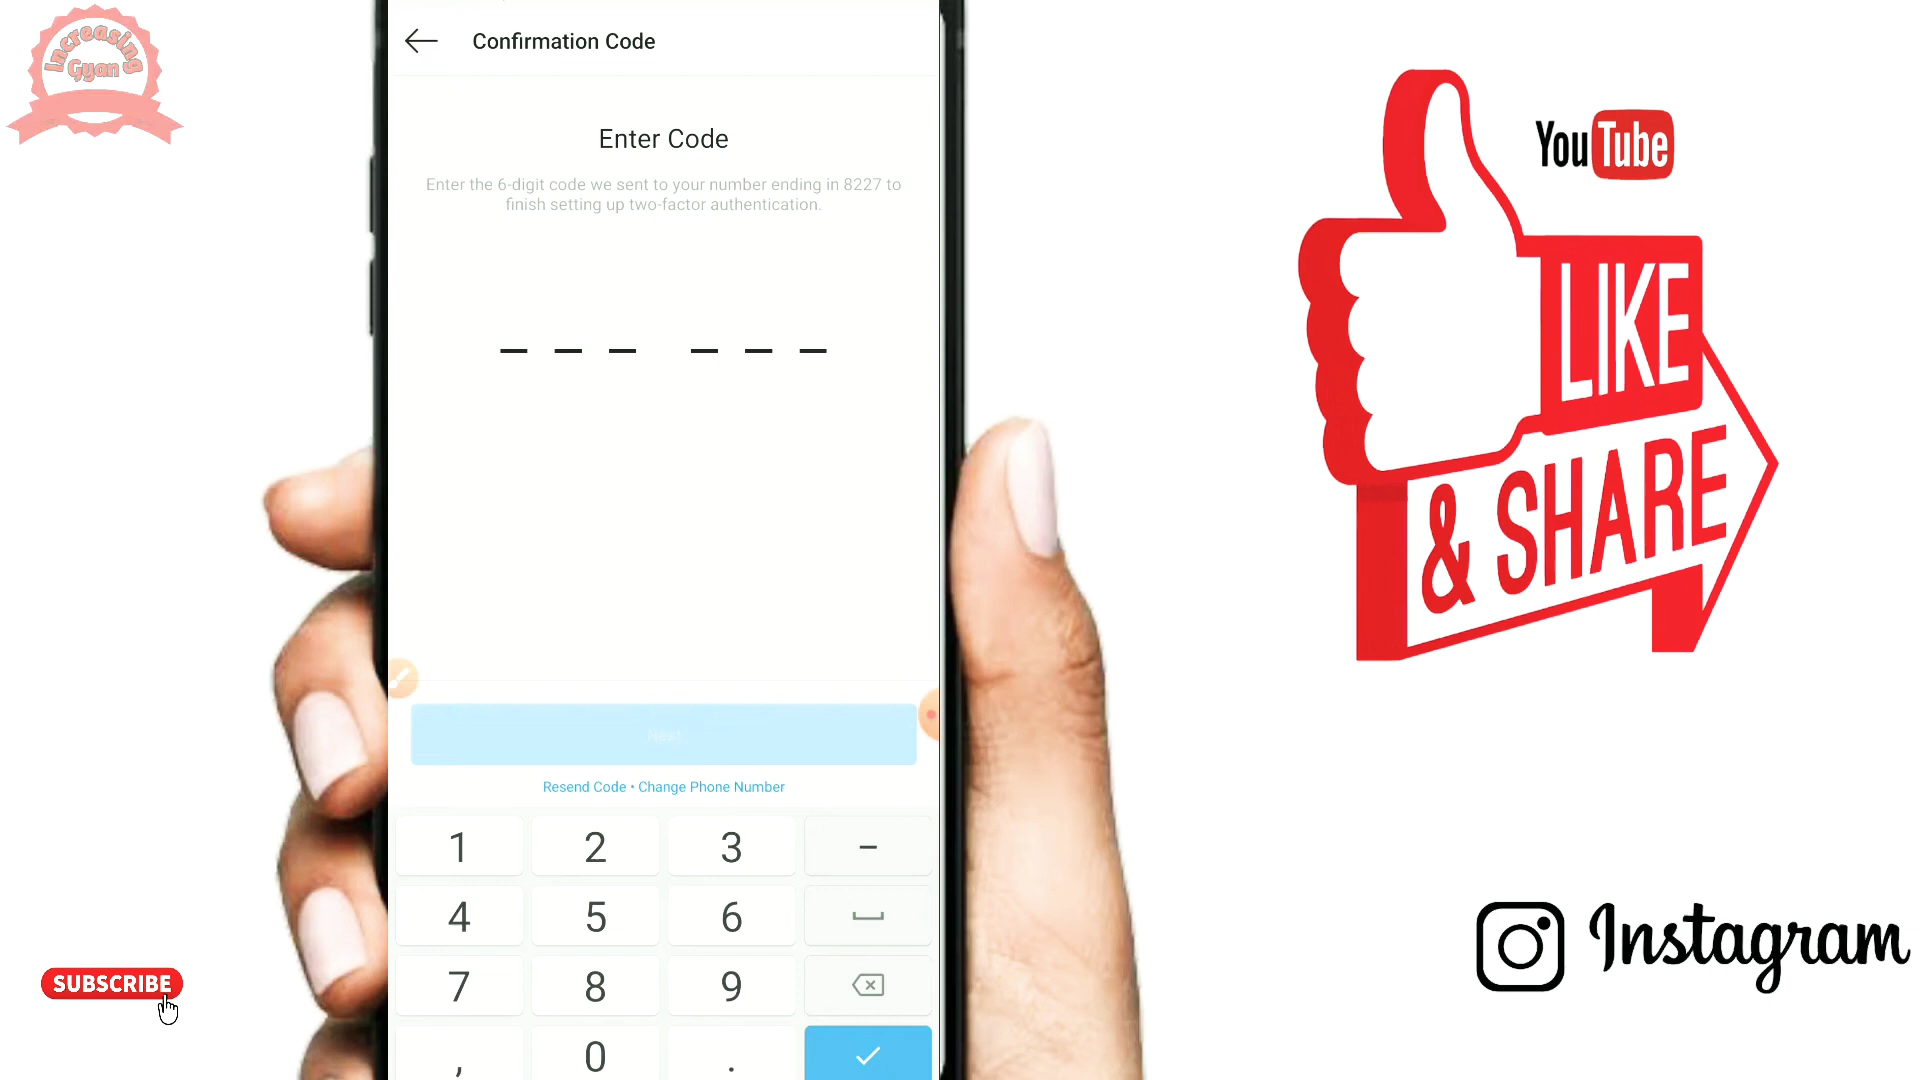 Increasing
Gyan
Confirmation Code
Enter Code
Enter the 6-digit code we sent to your number ending in 8227 to
finish setting up two-factor authentication.
Next
Resend Code • Change Phone Number
1 2 3 -
4 5 6
7 8 9
, 0 .
YouTube
LIKE
& SHARE
SUBSCRIBE
Instagram